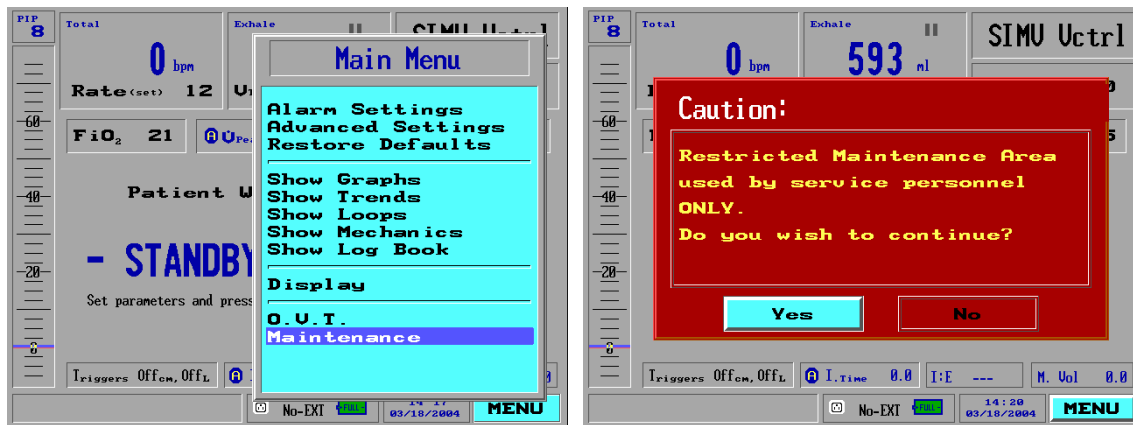 PIP
8
Total
0 bpm
Rate(set) 12
Exhale
FiO₂ 21
60
40
20
0
Patient W
- STANDBY
Set parameters and press
Triggers Offcm, OffL
No-EXT
FULL
03/18/2004
MENU
Main Menu
Alarm Settings
Advanced Settings
Restore Defaults
Show Graphs
Show Trends
Show Loops
Show Mechanics
Show Log Book
Display
O.V.T.
Maintenance
PIP
8
Total
0 bpm
Exhale
593 ml
SIMV Vctrl
60
40
20
0
Caution:
Restricted Maintenance Area
used by service personnel
ONLY.
Do you wish to continue?
Yes
No
Triggers Offcm, OffL
A I.Time 0.0
I:E ---
M. Vol 0.0
No-EXT
FULL
14:20
03/18/2004
MENU